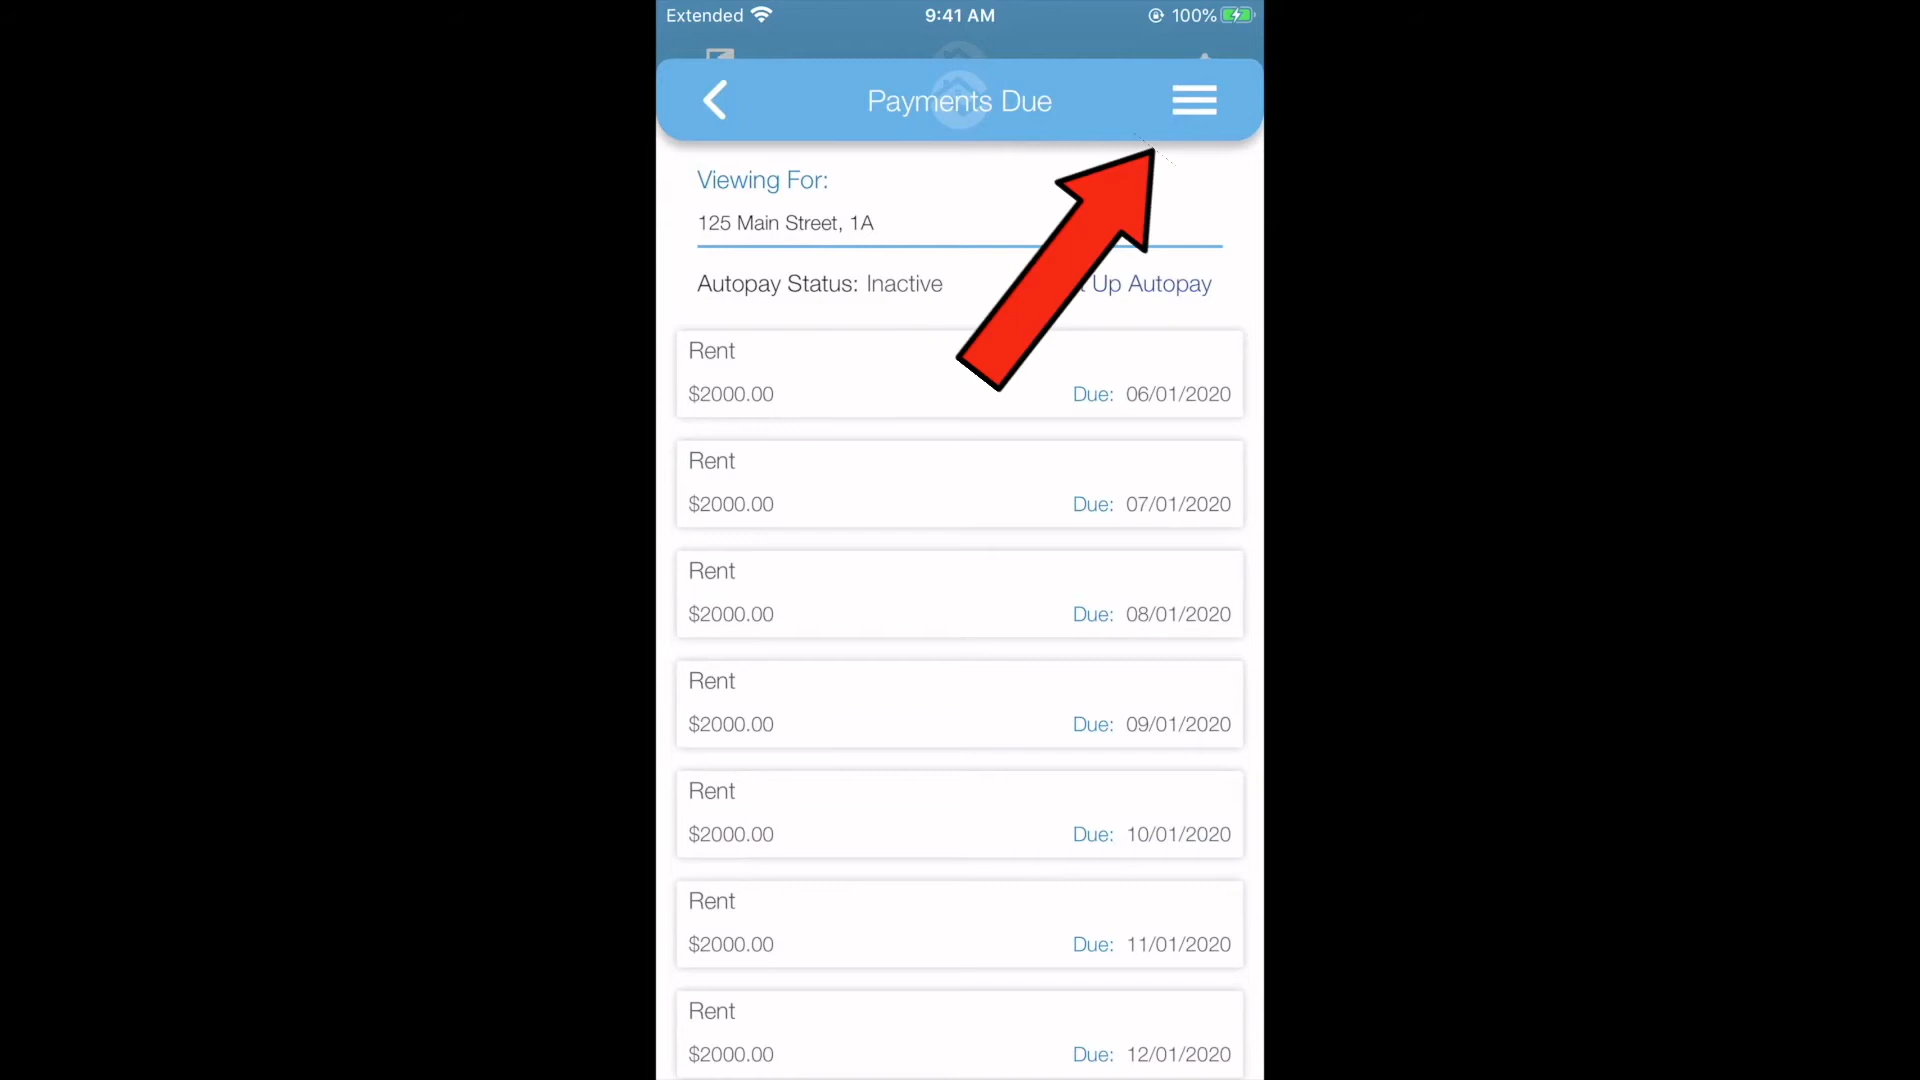 Extended 9:41 AM 100%
Payments Due
Viewing For:
125 Main Street, 1A
Autopay Status: Inactive Up Autopay
Rent
$2000.00 Due: 06/01/2020
Rent
$2000.00 Due: 07/01/2020
Rent
$2000.00 Due: 08/01/2020
Rent
$2000.00 Due: 09/01/2020
Rent
$2000.00 Due: 10/01/2020
Rent
$2000.00 Due: 11/01/2020
Rent
$2000.00 Due: 12/01/2020